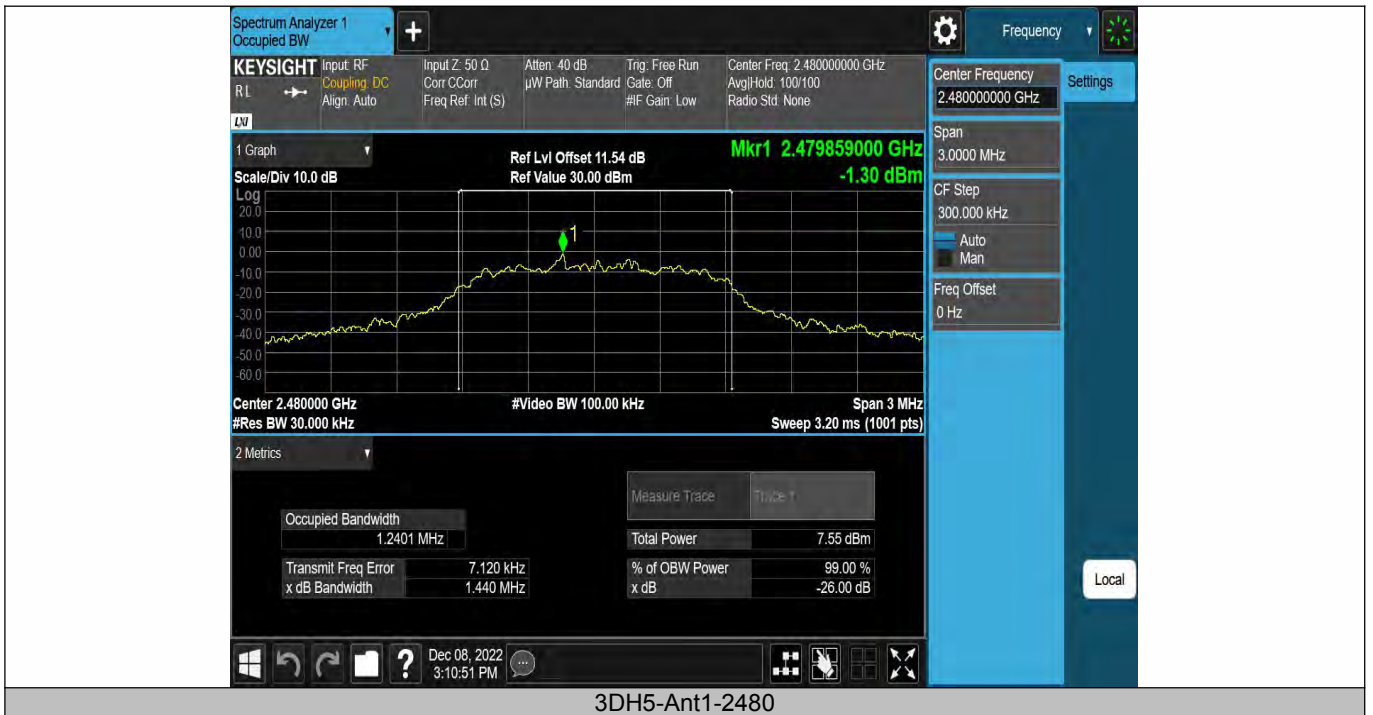 Spectrum Analyzer 1
Occupied BW
+
Frequency
KEYSIGHT
RL
LXI
Input: RF
Coupling: DC
Align: Auto
Input Z: 50 Ω
Corr CCorr
Freq Ref: Int (S)
Atten: 40 dB
µW Path: Standard
Trig: Free Run
Gate: Off
#IF Gain: Low
Center Freq: 2.480000000 GHz
Avg|Hold: 100/100
Radio Std: None
Center Frequency
2.480000000 GHz
Settings
Span
3.0000 MHz
CF Step
300.000 kHz
Auto
Man
Freq Offset
0 Hz
Local
1 Graph
Scale/Div 10.0 dB
Ref Lvl Offset 11.54 dB
Ref Value 30.00 dBm
Mkr1 2.479859000 GHz
-1.30 dBm
Log
20.0
10.0
0.00
-10.0
-20.0
-30.0
-40.0
-50.0
-60.0
1
Center 2.480000 GHz
#Res BW 30.000 kHz
#Video BW 100.00 kHz
Span 3 MHz
Sweep 3.20 ms (1001 pts)
2 Metrics
Measure Trace Trace 1
Occupied Bandwidth
1.2401 MHz
Total Power 7.55 dBm
Transmit Freq Error 7.120 kHz
% of OBW Power 99.00 %
x dB Bandwidth 1.440 MHz
x dB -26.00 dB
?
Dec 08, 2022
3:10:51 PM
3DH5-Ant1-2480